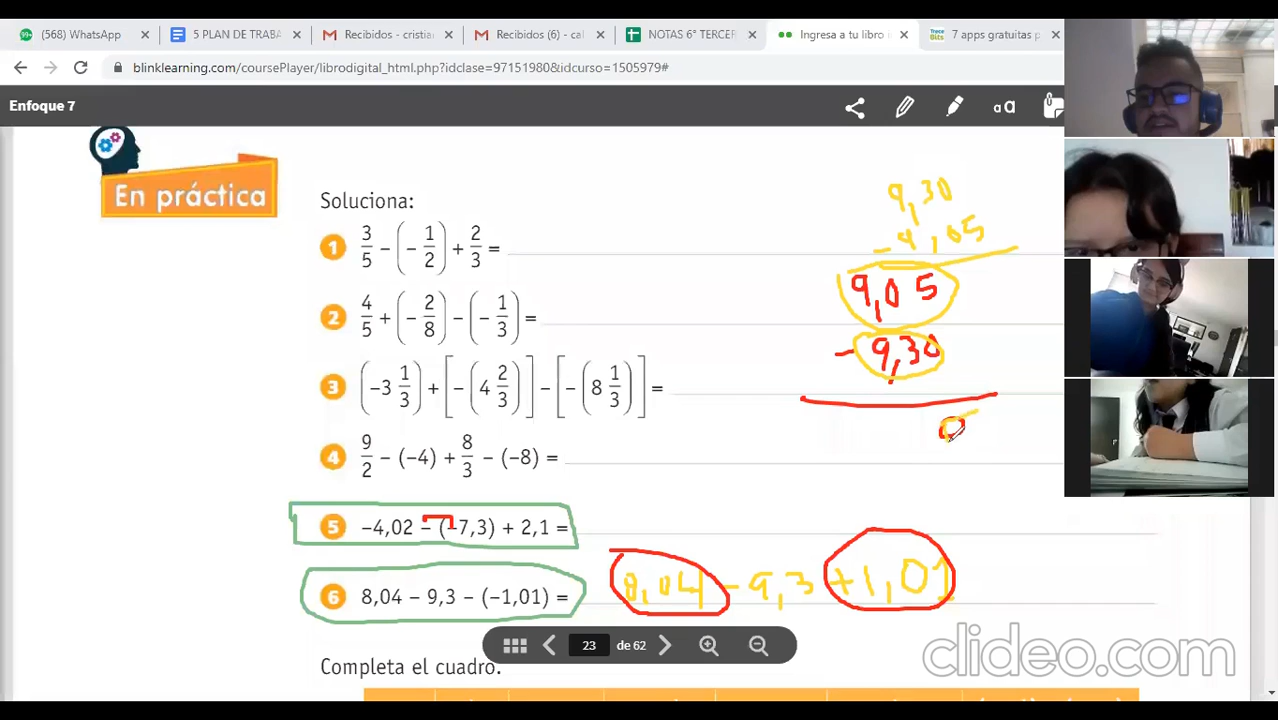 (568) WhatsApp
5 PLAN DE TRABA
Recibidos - cristian
Recibidos (6) - cal
NOTAS 6° TERCER
Ingresa a tu libro i
7 apps gratuitas p
blinklearning.com/coursePlayer/librodigital_html.php?idclase=97151980&idcurso=1505979#
Enfoque 7
aA
En práctica
Soluciona:
1 3/5 - (- 1/2) + 2/3 =
2 4/5 + (- 2/8) - (- 1/3) =
3 (-3 1/3) + [- (4 2/3)] - [- (8 1/3)] =
4 9/2 - (-4) + 8/3 - (-8) =
5 -4,02 - (-7,3) + 2,1 =
6 8,04 - 9,3 - (-1,01) =
8,04 - 9,3 + 1,01
9,30
- 9,05
9,05
- 9,30
23 de 62
Completa el cuadro.
clideo.com